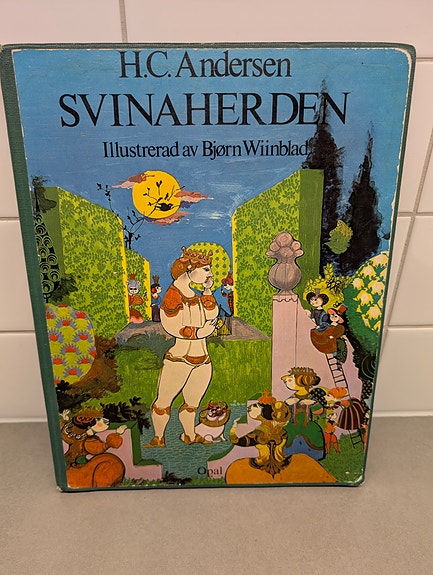 H.C. Andersen
SVINAHERDEN
Illustrerad av Bjørn Wiinblad
Opal